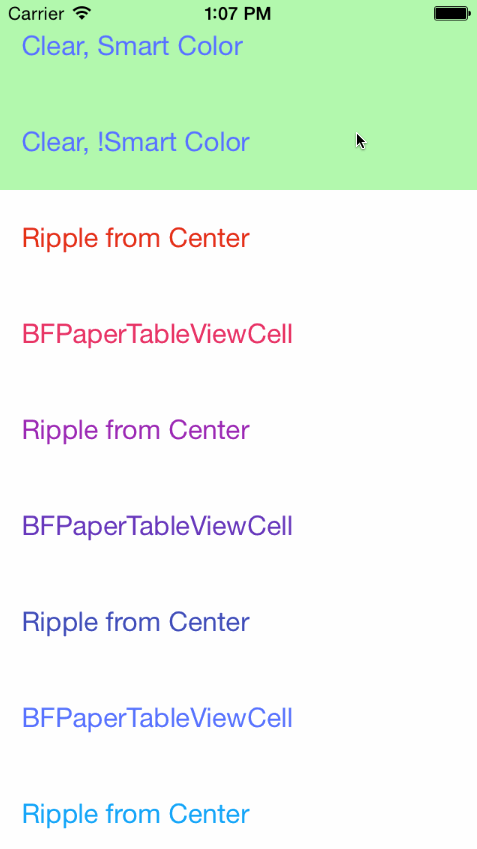 Carrier 1:07 PM
Clear, Smart Color
Clear, !Smart Color
Ripple from Center
BFPaperTableViewCell
Ripple from Center
BFPaperTableViewCell
Ripple from Center
BFPaperTableViewCell
Ripple from Center